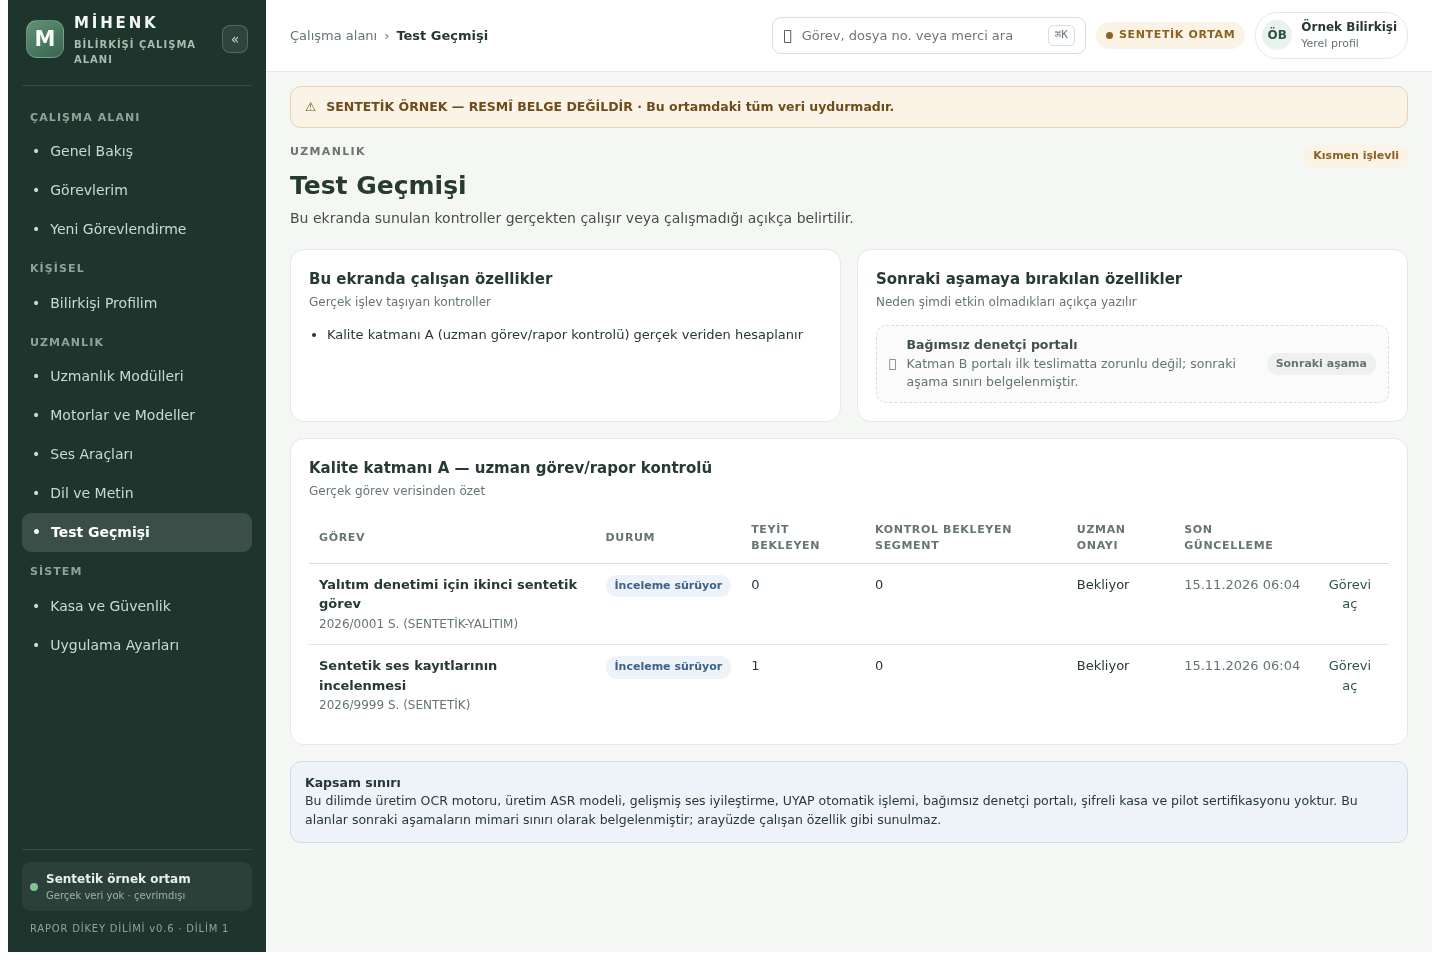 M
MİHENK
BİLİRKİŞİ ÇALIŞMA
ALANI
«
ÇALIŞMA ALANI
• Genel Bakış
• Görevlerim
• Yeni Görevlendirme
KİŞİSEL
• Bilirkişi Profilim
UZMANLIK
• Uzmanlık Modülleri
• Motorlar ve Modeller
• Ses Araçları
• Dil ve Metin
• Test Geçmişi
SİSTEM
• Kasa ve Güvenlik
• Uygulama Ayarları
Sentetik örnek ortam
Gerçek veri yok · çevrimdışı
RAPOR DİKEY DİLİMİ v0.6 · DİLİM 1
Çalışma alanı › Test Geçmişi
Görev, dosya no. veya merci ara ⌘K
SENTETİK ORTAM
ÖB
Örnek Bilirkişi
Yerel profil
⚠ SENTETİK ÖRNEK — RESMÎ BELGE DEĞİLDİR · Bu ortamdaki tüm veri uydurmadır.
UZMANLIK
Kısmen işlevli
Test Geçmişi
Bu ekranda sunulan kontroller gerçekten çalışır veya çalışmadığı açıkça belirtilir.
Bu ekranda çalışan özellikler
Gerçek işlev taşıyan kontroller
• Kalite katmanı A (uzman görev/rapor kontrolü) gerçek veriden hesaplanır
Sonraki aşamaya bırakılan özellikler
Neden şimdi etkin olmadıkları açıkça yazılır
Bağımsız denetçi portalı
Katman B portalı ilk teslimatta zorunlu değil; sonraki
aşama sınırı belgelenmiştir.
Sonraki aşama
Kalite katmanı A — uzman görev/rapor kontrolü
Gerçek görev verisinden özet
GÖREV
DURUM
TEYİT
BEKLEYEN
KONTROL BEKLEYEN
SEGMENT
UZMAN
ONAYI
SON
GÜNCELLEME
Yalıtım denetimi için ikinci sentetik
görev
2026/0001 S. (SENTETİK-YALITIM)
İnceleme sürüyor
0
0
Bekliyor
15.11.2026 06:04
Görevi
aç
Sentetik ses kayıtlarının
incelenmesi
2026/9999 S. (SENTETİK)
İnceleme sürüyor
1
0
Bekliyor
15.11.2026 06:04
Görevi
aç
Kapsam sınırı
Bu dilimde üretim OCR motoru, üretim ASR modeli, gelişmiş ses iyileştirme, UYAP otomatik işlemi, bağımsız denetçi portalı, şifreli kasa ve pilot sertifikasyonu yoktur. Bu
alanlar sonraki aşamaların mimari sınırı olarak belgelenmiştir; arayüzde çalışan özellik gibi sunulmaz.